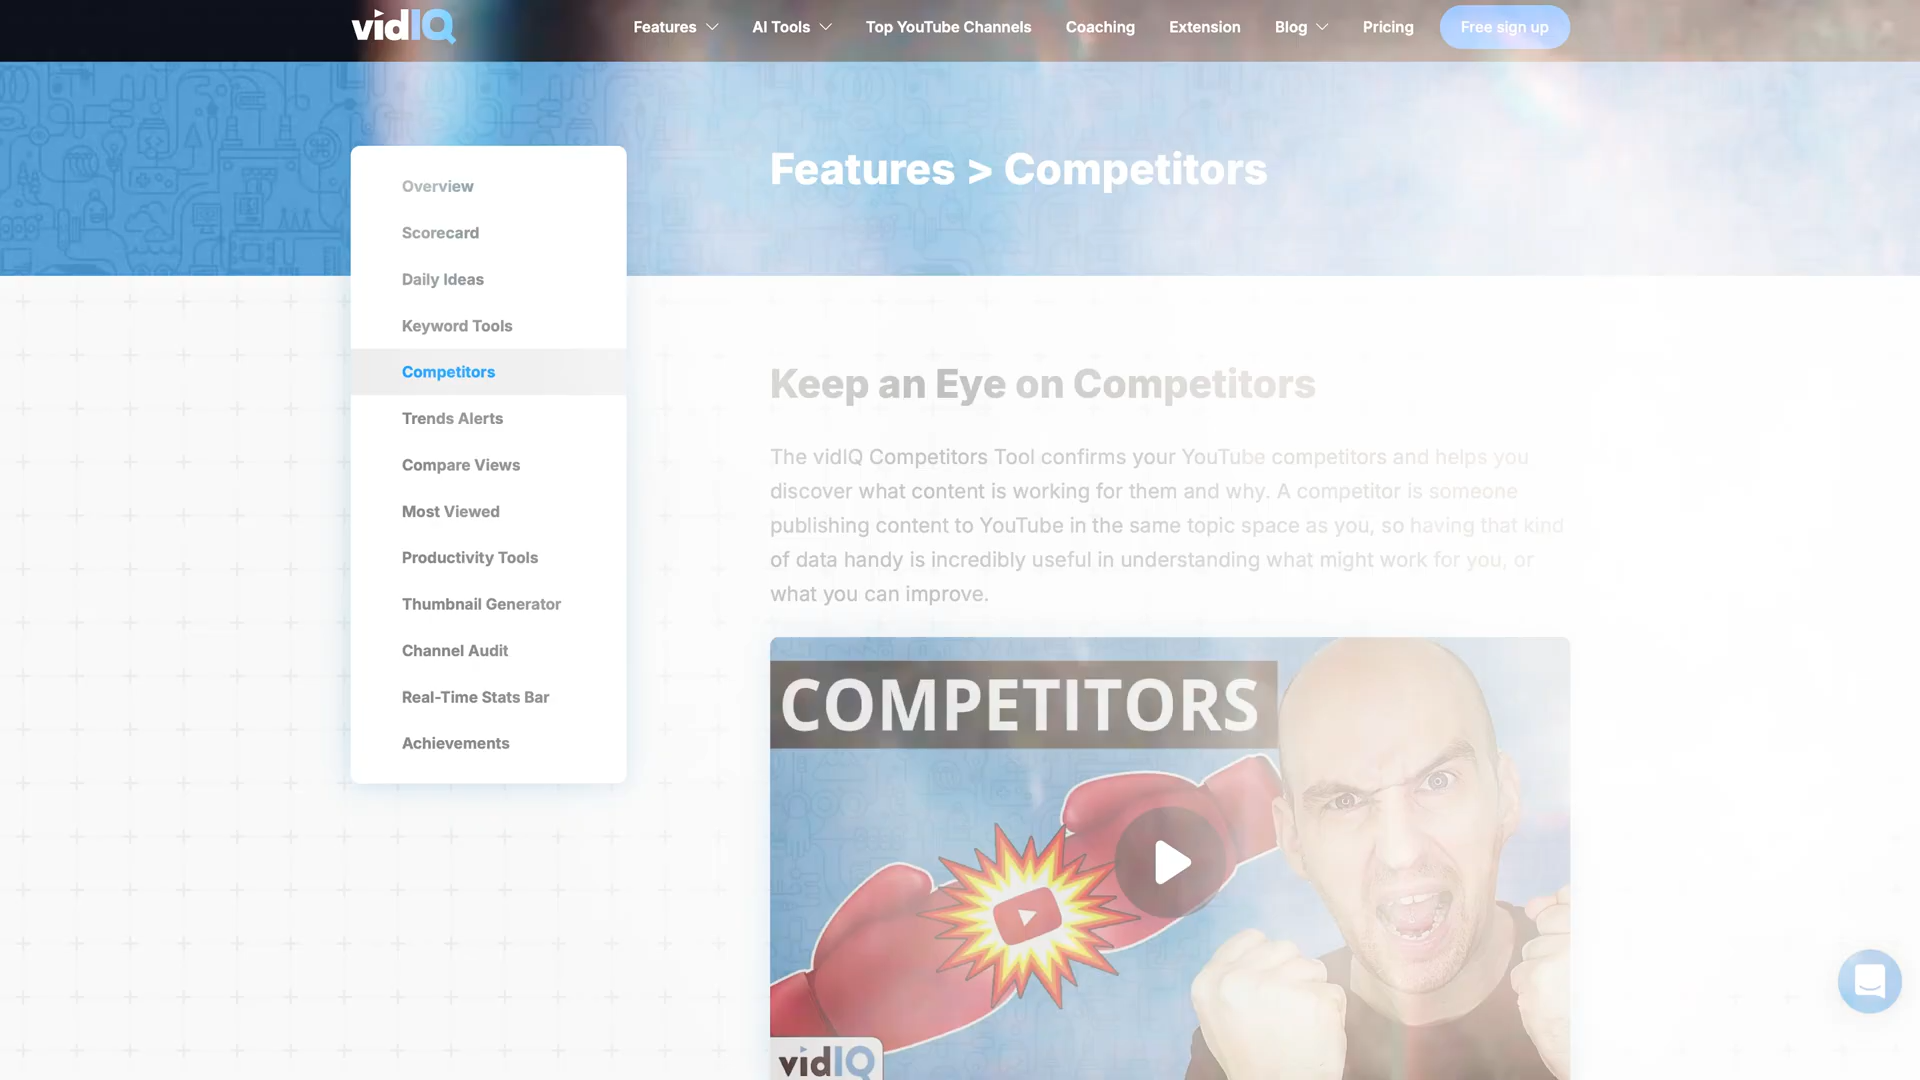 vidIQ
Features
AI Tools
Top YouTube Channels
Coaching
Extension
Blog
Pricing
Free sign up
Features > Competitors
Overview
Scorecard
Daily Ideas
Keyword Tools
Competitors
Trends Alerts
Compare Views
Most Viewed
Productivity Tools
Thumbnail Generator
Channel Audit
Real-Time Stats Bar
Achievements
Keep an Eye on Competitors
The vidIQ Competitors Tool confirms your YouTube competitors and helps you
discover what content is working for them and why. A competitor is someone
publishing content to YouTube in the same topic space as you, so having that kind
of data handy is incredibly useful in understanding what might work for you, or
what you can improve.
COMPETITORS
vidIQ